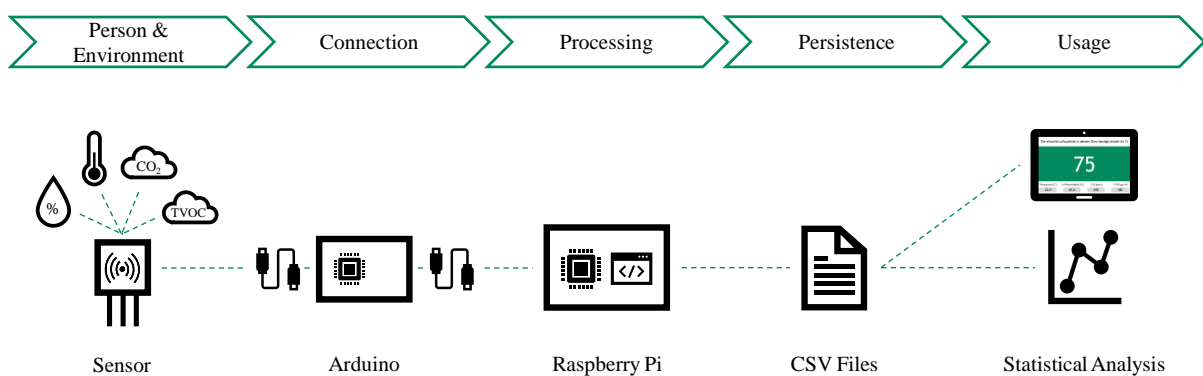 Person &
Environment
Connection
Processing
Persistence
Usage
CO₂
%
TVOC
75
</>
Sensor
Arduino
Raspberry Pi
CSV Files
Statistical Analysis